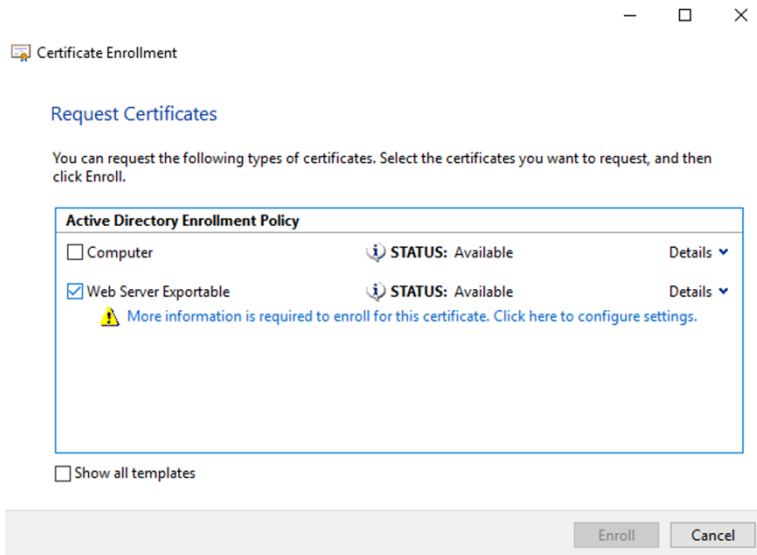 Certificate Enrollment
Request Certificates
You can request the following types of certificates. Select the certificates you want to request, and then
click Enroll.
Active Directory Enrollment Policy
Computer STATUS: Available Details
Web Server Exportable STATUS: Available Details
More information is required to enroll for this certificate. Click here to configure settings.
Show all templates
Enroll Cancel